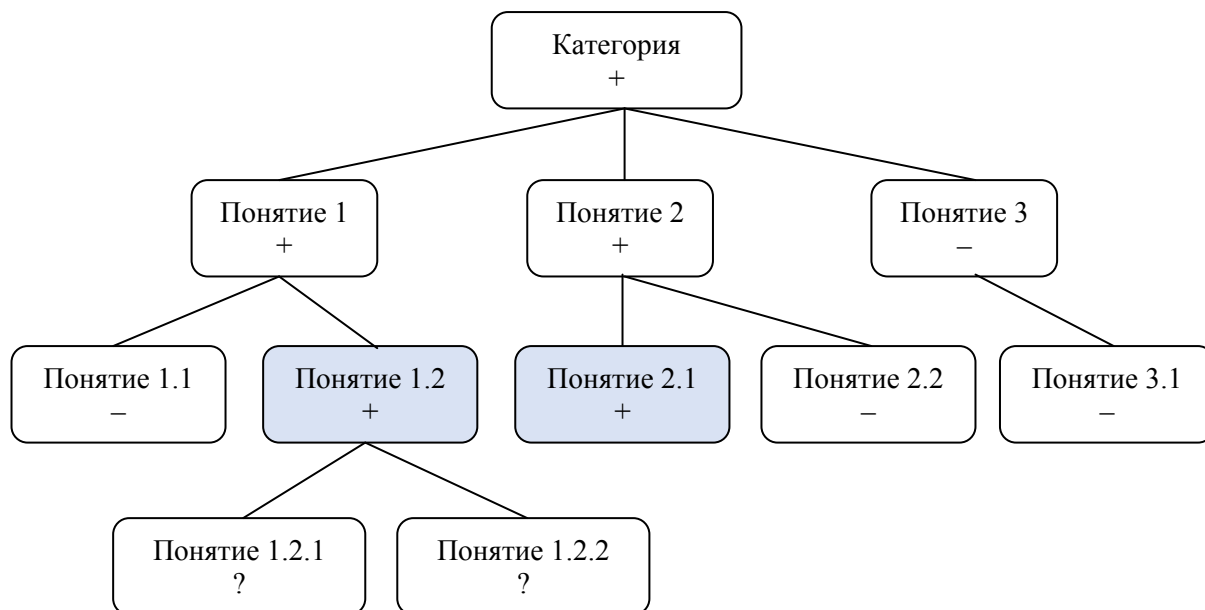 Категория
+
Понятие 1
+
Понятие 2
+
Понятие 3
–
Понятие 1.1
–
Понятие 1.2
+
Понятие 2.1
+
Понятие 2.2
–
Понятие 3.1
–
Понятие 1.2.1
?
Понятие 1.2.2
?